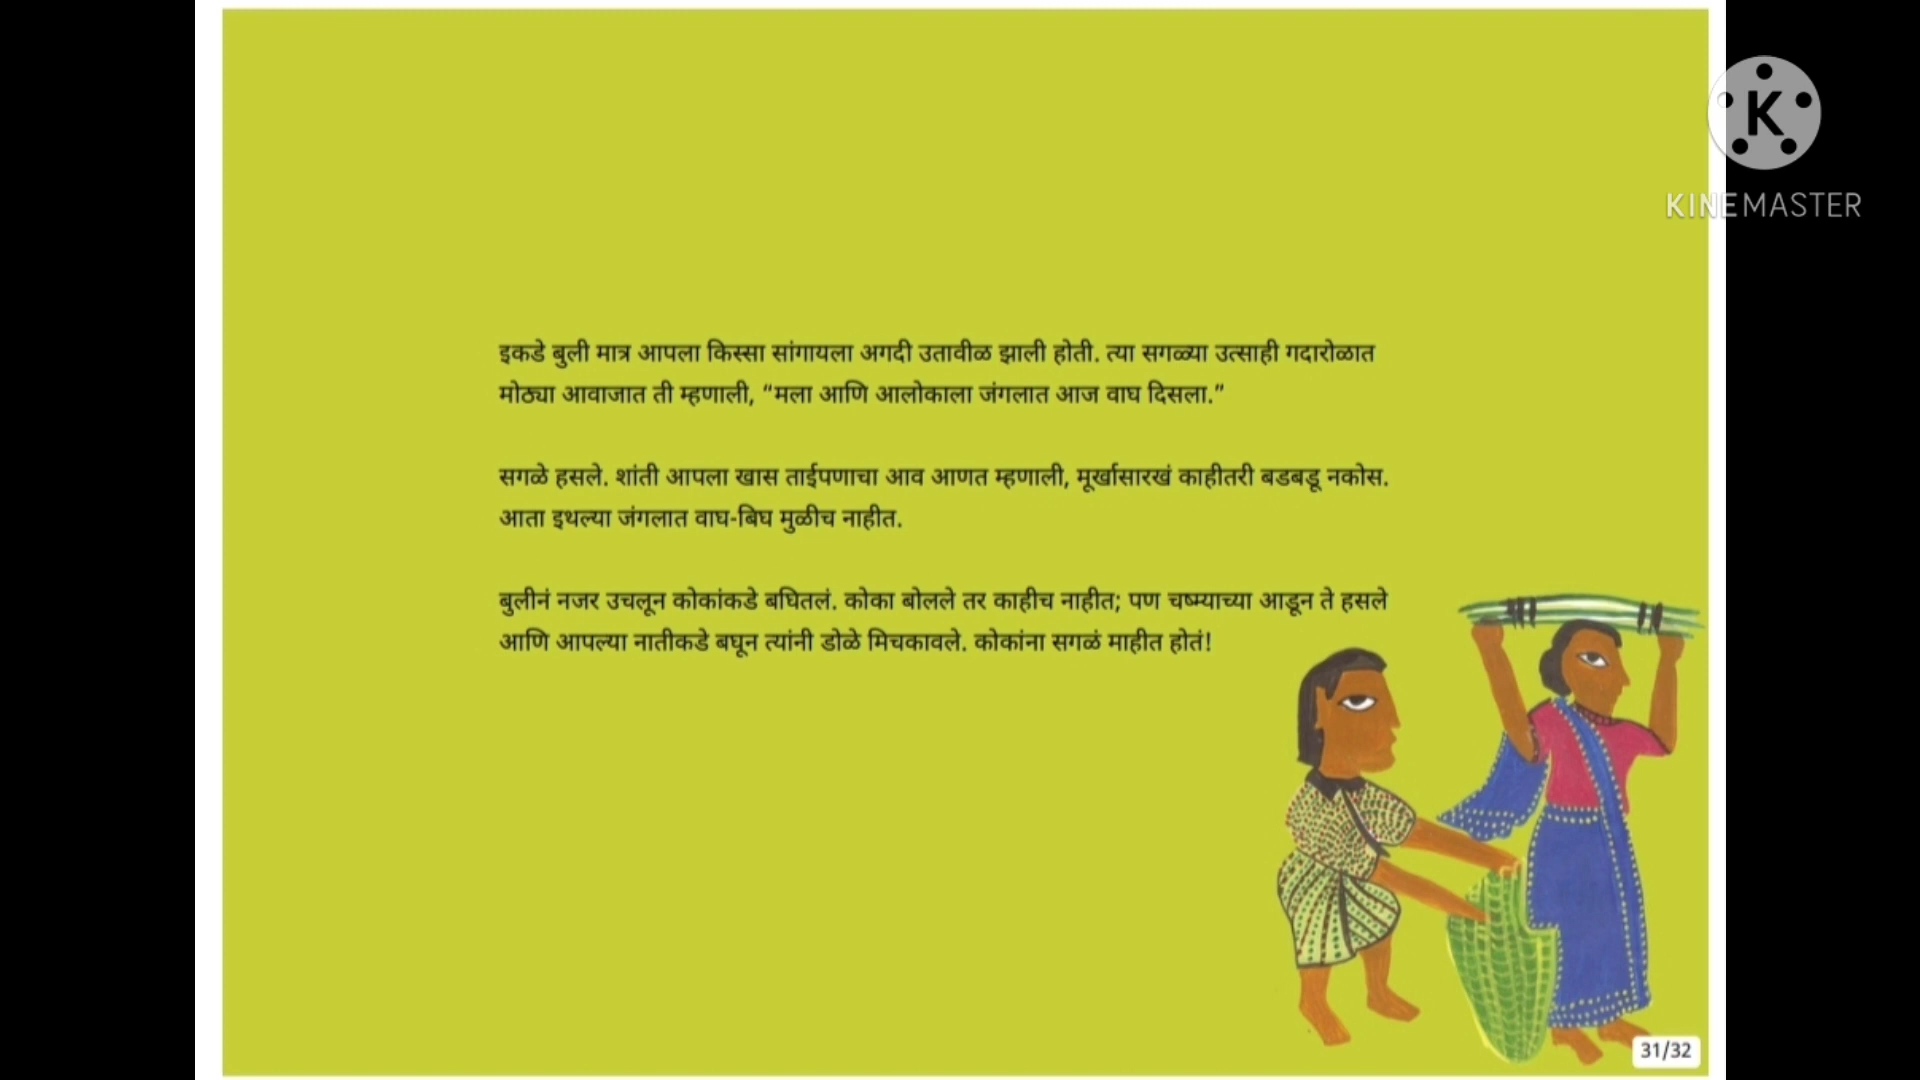 इकडे बुली मात्र आपला किस्सा सांगायला अगदी उतावीळ झाली होती. त्या सगळ्या उत्साही गदारोळात
मोठ्या आवाजात ती म्हणाली, “मला आणि आलोकाला जंगलात आज वाघ दिसला.”
सगळे हसले. शांती आपला खास ताईपणाचा आव आणत म्हणाली, मूर्खासारखं काहीतरी बडबडू नकोस.
आता इथल्या जंगलात वाघ-बिघ मुळीच नाहीत.
बुलीनं नजर उचलून कोकांकडे बघितलं. कोका बोलले तर काहीच नाहीत; पण चष्म्याच्या आडून ते हसले
आणि आपल्या नातीकडे बघून त्यांनी डोळे मिचकावले. कोकांना सगळं माहीत होतं!
K
KINEMASTER
31/32